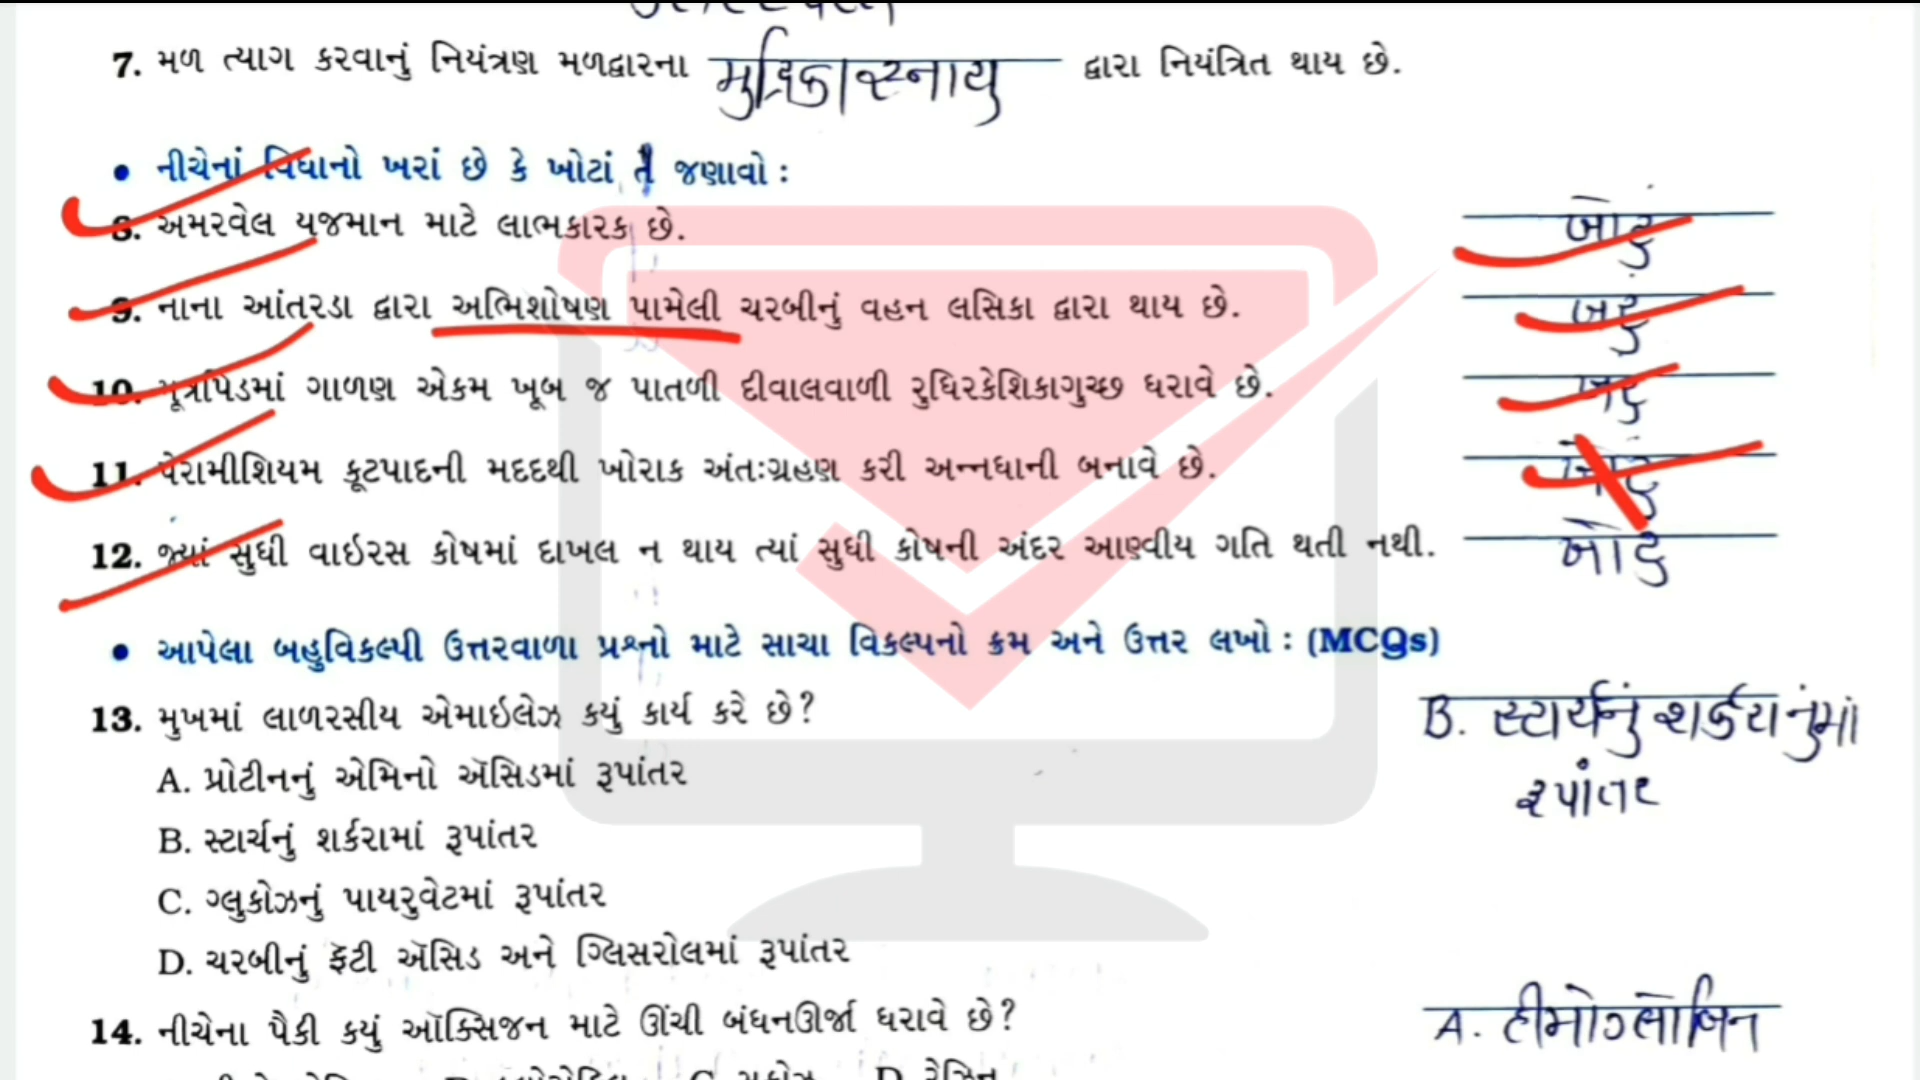 7. મળ ત્યાગ કરવાનું નિયંત્રણ મળદ્વારના મુદ્રિકાસ્નાયુ દ્વારા નિયંત્રિત થાય છે.
• નીચેનાં વિધાનો ખરાં છે કે ખોટાં તે જણાવો :
8. અમરવેલ યજમાન માટે લાભકારક છે. ખોટું
9. નાના આંતરડા દ્વારા અભિશોષણ પામેલી ચરબીનું વહન લસિકા દ્વારા થાય છે. ખરું
10. મૂત્રપિંડમાં ગાળણ એકમ ખૂબ જ પાતળી દીવાલવાળી રુધિરકેશિકાગુચ્છ ધરાવે છે. ખરું
11. પેરામીશિયમ કૂટપાદની મદદથી ખોરાક અંતઃગ્રહણ કરી અન્નધાની બનાવે છે. ખોટું
12. જ્યાં સુધી વાઇરસ કોષમાં દાખલ ન થાય ત્યાં સુધી કોષની અંદર આણ્વીય ગતિ થતી નથી. ખોટું
• આપેલા બહુવિકલ્પી ઉત્તરવાળા પ્રશ્નો માટે સાચા વિકલ્પનો ક્રમ અને ઉત્તર લખો : (MCQs)
13. મુખમાં લાળરસીય એમાઇલેઝ કયું કાર્ય કરે છે? B. સ્ટાર્ચનું શર્કરાનુંમાં
રૂપાંતર
A. પ્રોટીનનું એમિનો ઍસિડમાં રૂપાંતર
B. સ્ટાર્ચનું શર્કરામાં રૂપાંતર
C. ગ્લુકોઝનું પાયરુવેટમાં રૂપાંતર
D. ચરબીનું ફૅટી ઍસિડ અને ગ્લિસરોલમાં રૂપાંતર
14. નીચેના પૈકી કયું ઑક્સિજન માટે ઊંચી બંધનઊર્જા ધરાવે છે? A. હીમોગ્લોબિન